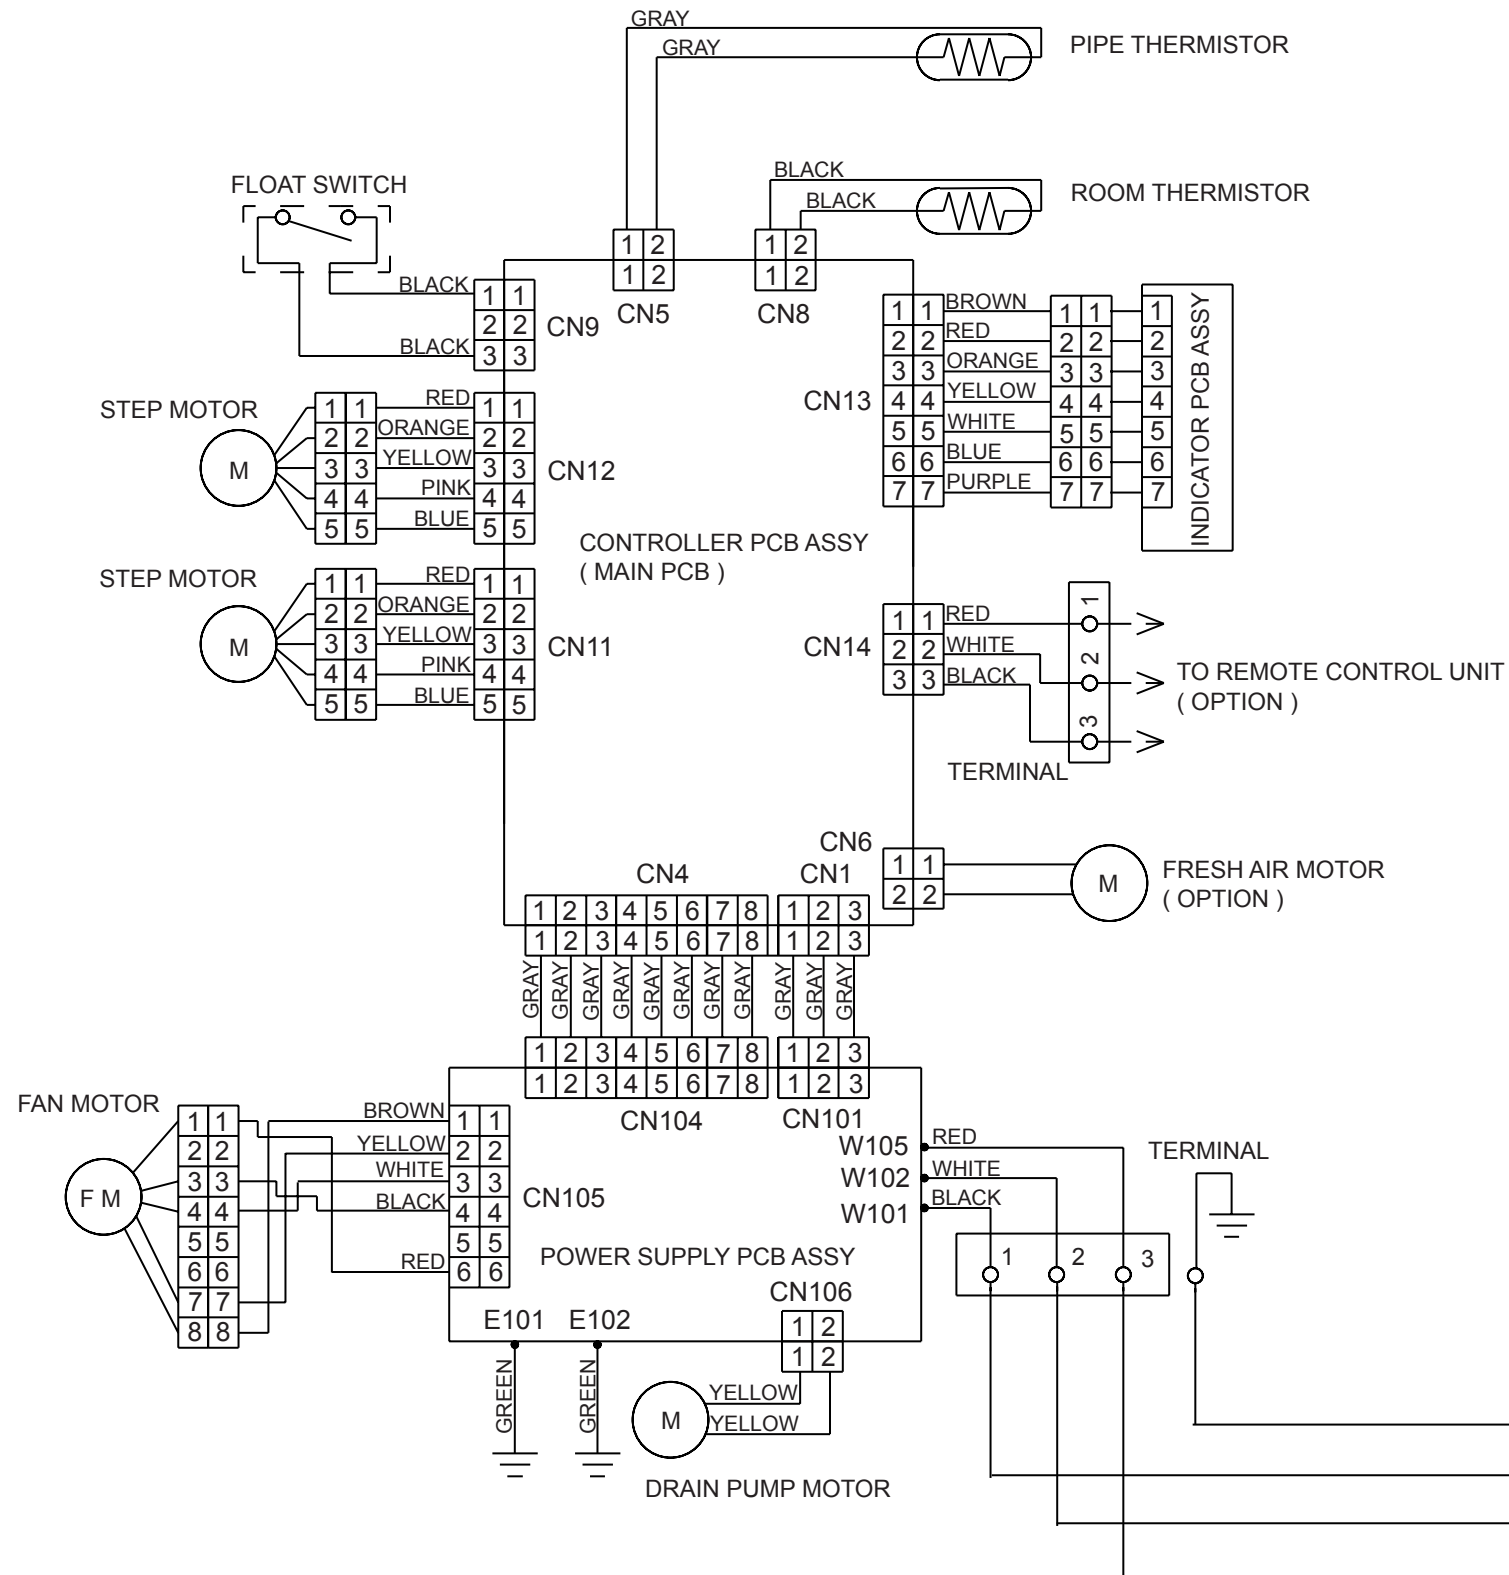 GRAY
GRAY
PIPE THERMISTOR
BLACK
BLACK
ROOM THERMISTOR
FLOAT SWITCH
1 2
1 2
CN5
1 2
1 2
CN8
BLACK
BLACK
1 1
2 2
3 3
CN9
STEP MOTOR
M
1 1
2 2
3 3
4 4
5 5
RED
ORANGE
YELLOW
PINK
BLUE
1 1
2 2
3 3
4 4
5 5
CN12
STEP MOTOR
M
1 1
2 2
3 3
4 4
5 5
RED
ORANGE
YELLOW
PINK
BLUE
1 1
2 2
3 3
4 4
5 5
CN11
CONTROLLER PCB ASSY
( MAIN PCB )
CN13
1 1
2 2
3 3
4 4
5 5
6 6
7 7
BROWN
RED
ORANGE
YELLOW
WHITE
BLUE
PURPLE
1 1
2 2
3 3
4 4
5 5
6 6
7 7
1
2
3
4
5
6
7
INDICATOR PCB ASSY
CN14
1 1
2 2
3 3
RED
WHITE
BLACK
1
2
3
TERMINAL
TO REMOTE CONTROL UNIT
( OPTION )
CN6
1 1
2 2
M
FRESH AIR MOTOR
( OPTION )
CN4
1 2 3 4 5 6 7 8
1 2 3 4 5 6 7 8
CN1
1 2 3
1 2 3
GRAY GRAY GRAY GRAY GRAY GRAY GRAY GRAY
GRAY GRAY GRAY
1 2 3 4 5 6 7 8
1 2 3 4 5 6 7 8
CN104
1 2 3
1 2 3
CN101
FAN MOTOR
F M
1 1
2 2
3 3
4 4
5 5
6 6
7 7
8 8
BROWN
YELLOW
WHITE
BLACK
RED
1 1
2 2
3 3
4 4
5 5
6 6
CN105
POWER SUPPLY PCB ASSY
W105
RED
W102
WHITE
W101
BLACK
TERMINAL
1
2
3
CN106
1 2
1 2
E101
E102
GREEN
GREEN
M
YELLOW
YELLOW
DRAIN PUMP MOTOR